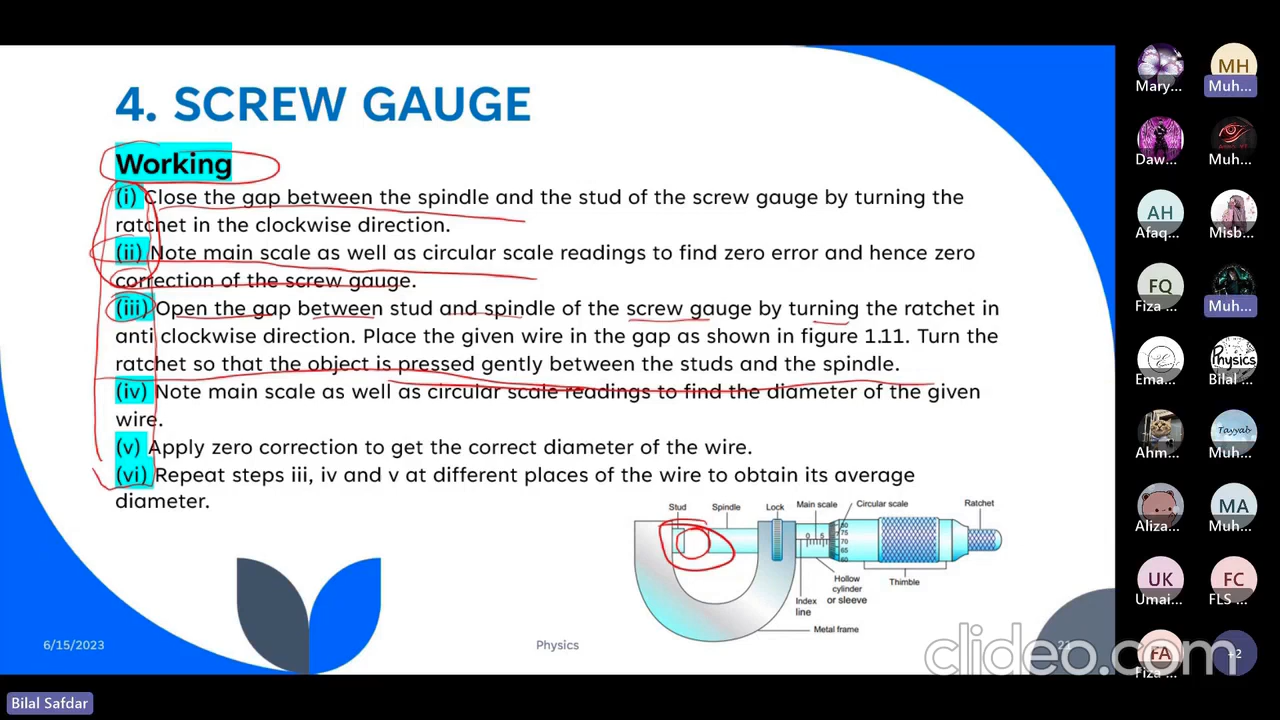 4. SCREW GAUGE
Working
(i) Close the gap between the spindle and the stud of the screw gauge by turning the
ratchet in the clockwise direction.
(ii) Note main scale as well as circular scale readings to find zero error and hence zero
correction of the screw gauge.
(iii) Open the gap between stud and spindle of the screw gauge by turning the ratchet in
anti clockwise direction. Place the given wire in the gap as shown in figure 1.11. Turn the
ratchet so that the object is pressed gently between the studs and the spindle.
(iv) Note main scale as well as circular scale readings to find the diameter of the given
wire.
(v) Apply zero correction to get the correct diameter of the wire.
(vi) Repeat steps iii, iv and v at different places of the wire to obtain its average
diameter.
Stud
Spindle
Lock
Main scale
Circular scale
Ratchet
0 5
80
75
70
65
60
Thimble
Hollow
cylinder
or sleeve
Index
line
Metal frame
6/15/2023
Physics
21
clideo.com
Bilal Safdar
Mary...
MH
Muh...
Daw...
Muh...
AH
Afaq...
Misb...
FQ
Fiza ...
Muh...
Ema...
Physics
Bilal ...
Ahm...
Tayyab
Muh...
Aliza...
MA
Muh...
UK
Umai...
FC
FLS ...
FA
Fiza ...
+2